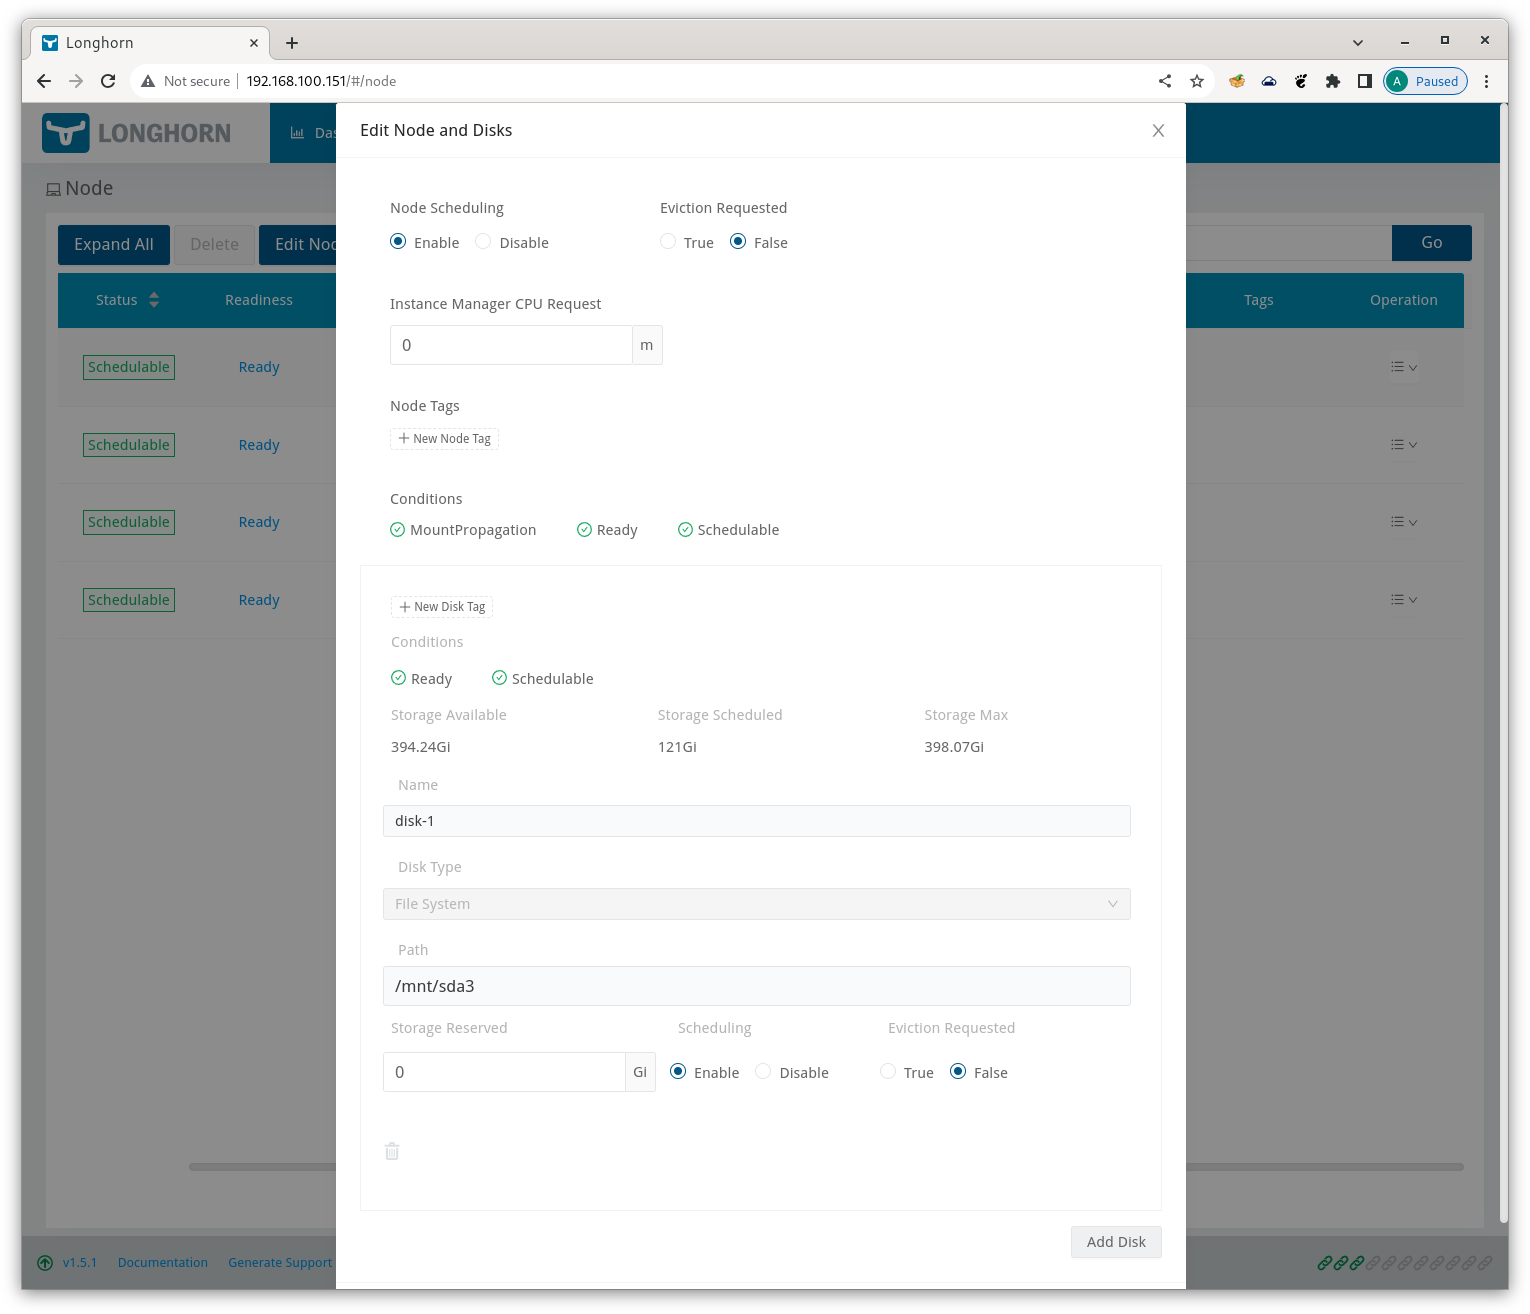 Longhorn
Not secure 192.168.100.151/#/node A Paused
LONGHORN
Edit Node and Disks
Node
Node Scheduling Eviction Requested
Enable Disable True False
Expand All Delete Go
Instance Manager CPU Request
Status Readiness Tags Operation
0 m
Schedulable Ready
Node Tags
New Node Tag
Schedulable Ready
Conditions
MountPropagation Ready Schedulable
Schedulable Ready
Schedulable Ready
New Disk Tag
Conditions
Ready Schedulable
Storage Available Storage Scheduled Storage Max
394.24Gi 121Gi 398.07Gi
Name
disk-1
Disk Type
File System
Path
/mnt/sda3
Storage Reserved Scheduling Eviction Requested
0 Gi Enable Disable True False
Add Disk
v1.5.1 Documentation Generate Support